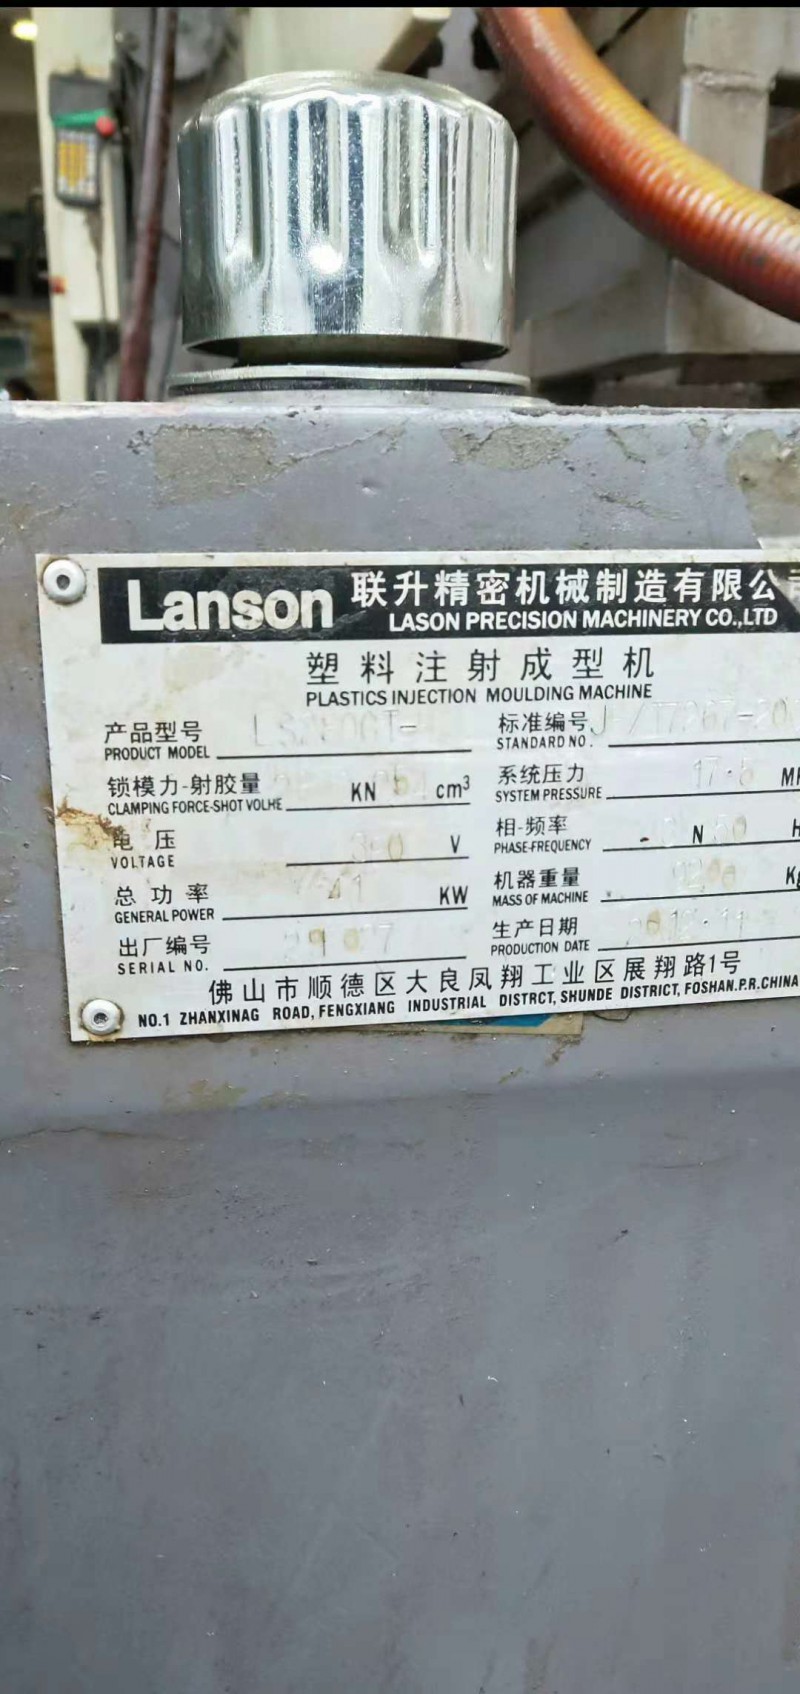 Lanson 联升精密机械制造有限公司
LASON PRECISION MACHINERY CO.,LTD
塑料注射成型机
PLASTICS INJECTION MOULDING MACHINE
产品型号
PRODUCT MODEL
标准编号
STANDARD NO.
锁模力-射胶量 KN cm³
CLAMPING FORCE-SHOT VOLHE
系统压力 17.5
SYSTEM PRESSURE
电压 V
VOLTAGE
相-频率 - N
PHASE-FREQUENCY
总功率 41 KW
GENERAL POWER
机器重量
MASS OF MACHINE
出厂编号
SERIAL NO.
生产日期
PRODUCTION DATE
佛山市顺德区大良凤翔工业区展翔路1号
NO.1 ZHANXINAG ROAD, FENGXIANG INDUSTRIAL DISTRCT, SHUNDE DISTRICT, FOSHAN.P.R.CHINA